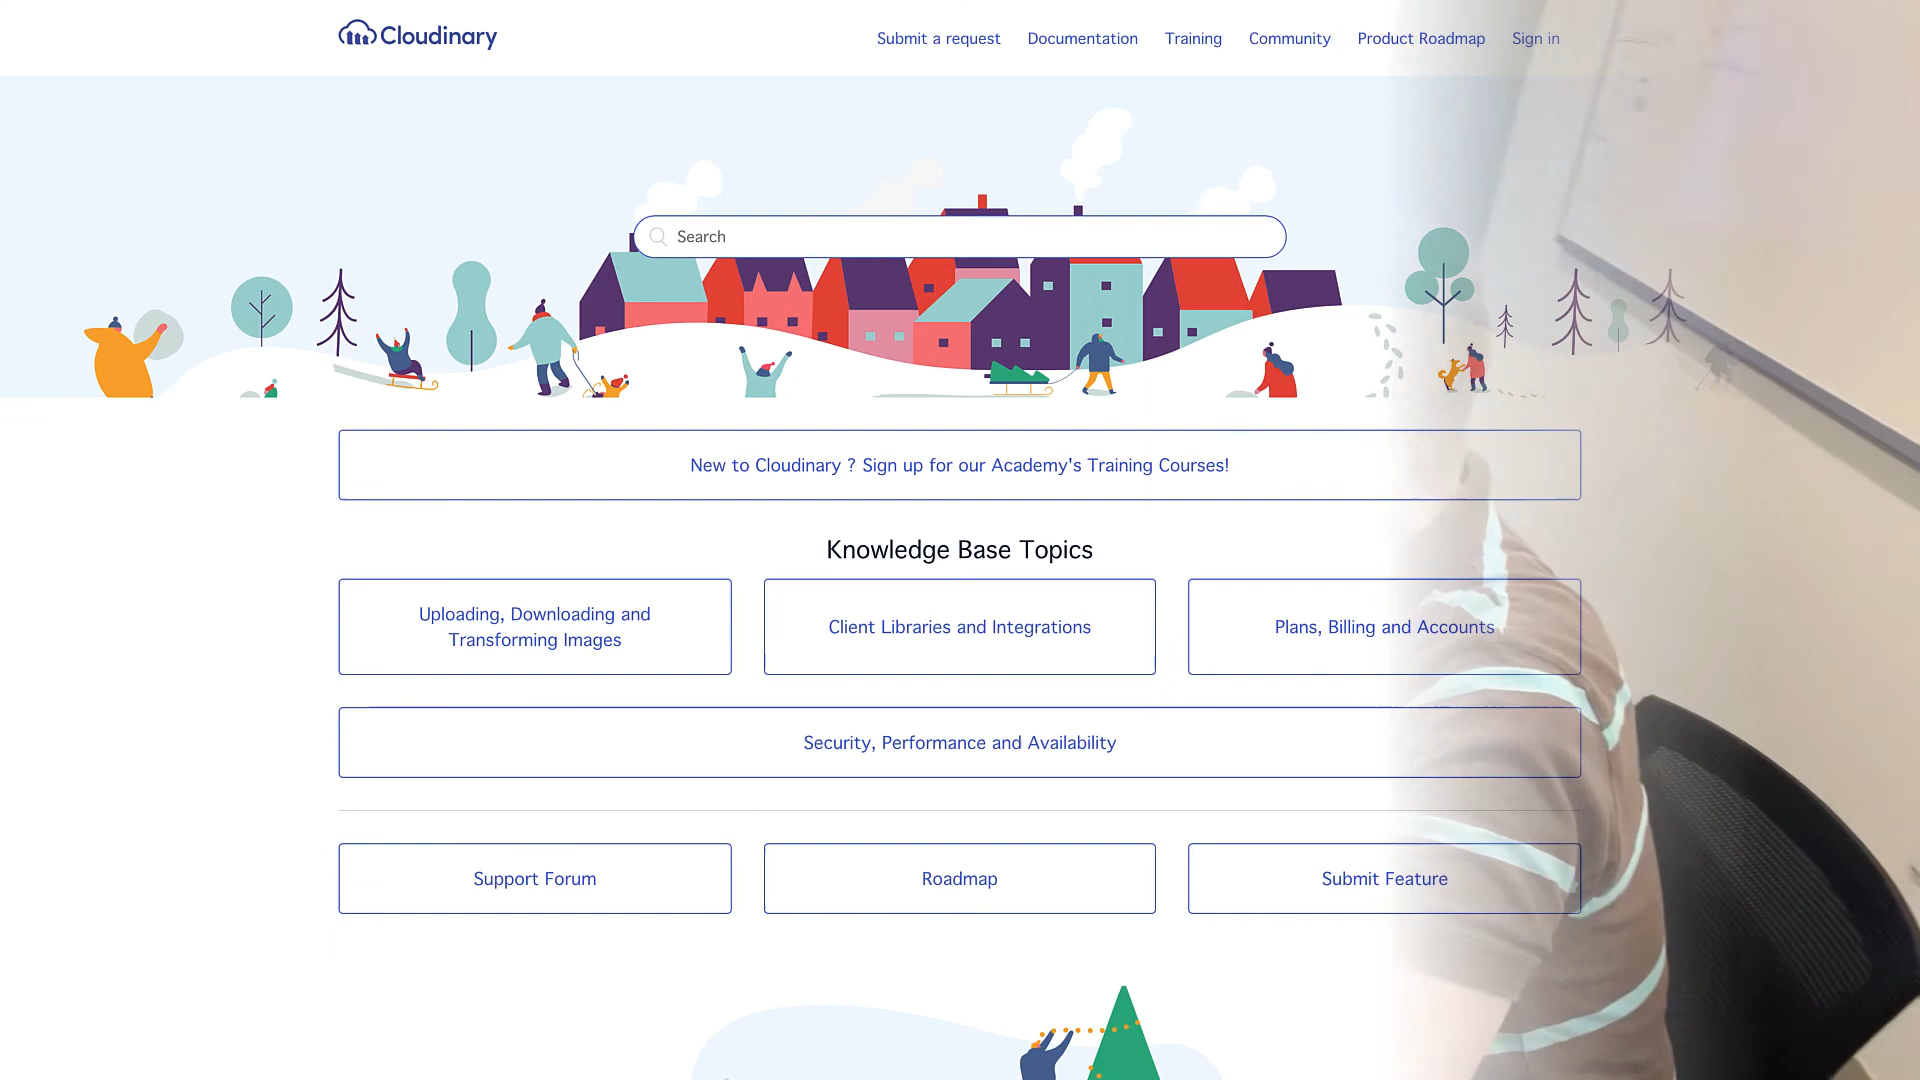 Cloudinary
Submit a request
Documentation
Training
Community
Product Roadmap
Sign in
Search
New to Cloudinary ? Sign up for our Academy's Training Courses!
Knowledge Base Topics
Uploading, Downloading and
Transforming Images
Client Libraries and Integrations
Plans, Billing and Accounts
Security, Performance and Availability
Support Forum
Roadmap
Submit Feature